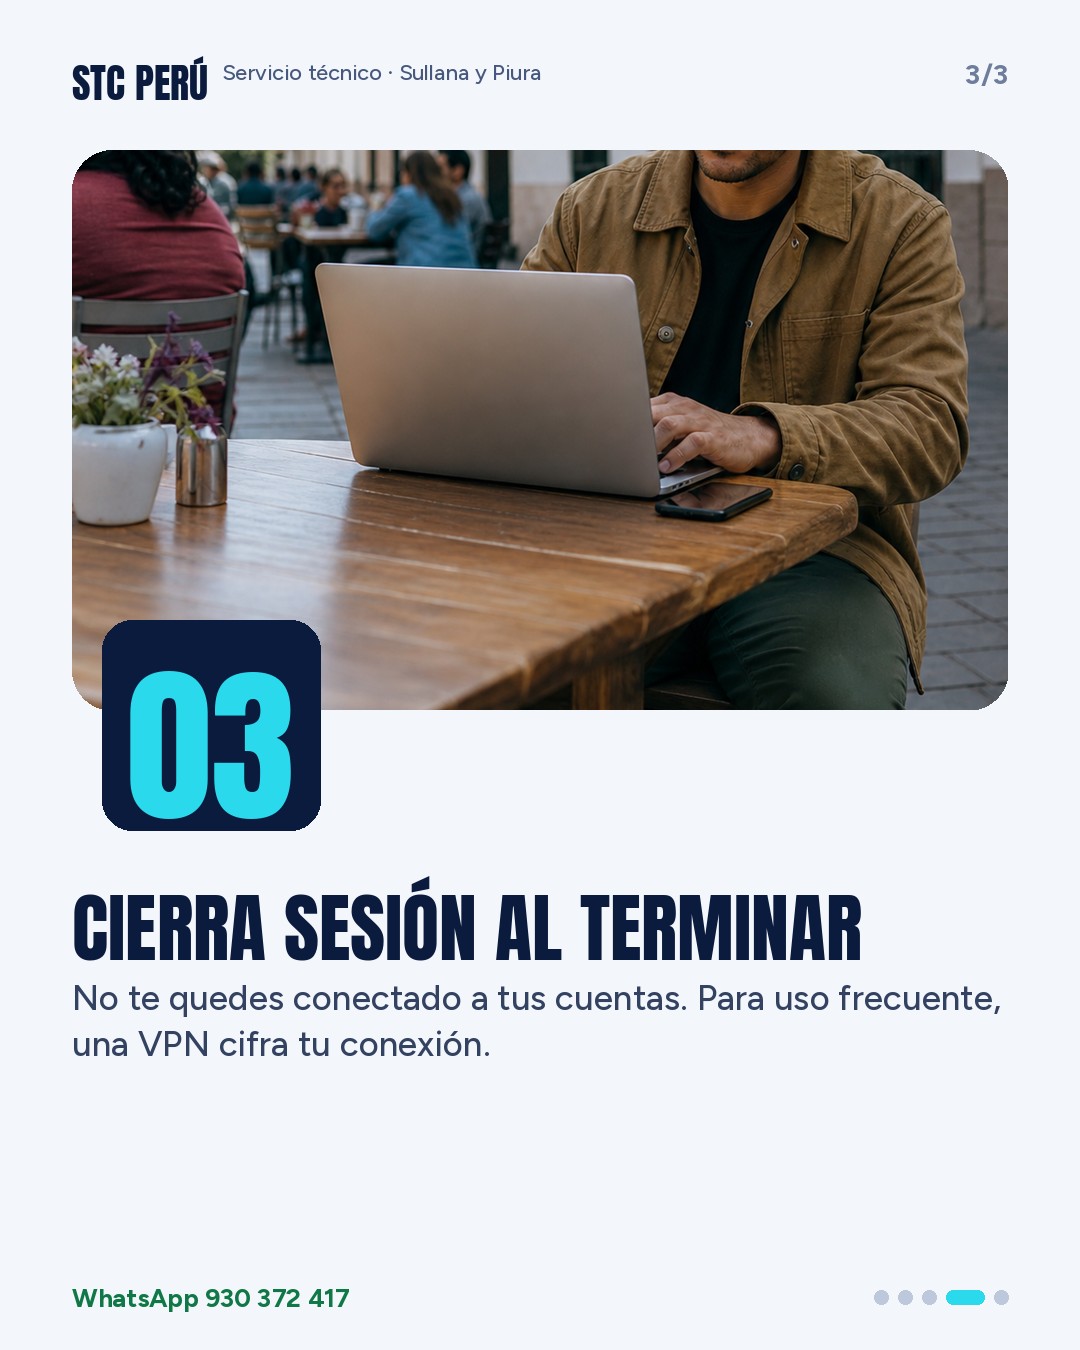 STC PERÚ Servicio técnico · Sullana y Piura
3/3
03
CIERRA SESIÓN AL TERMINAR
No te quedes conectado a tus cuentas. Para uso frecuente,
una VPN cifra tu conexión.
WhatsApp 930 372 417